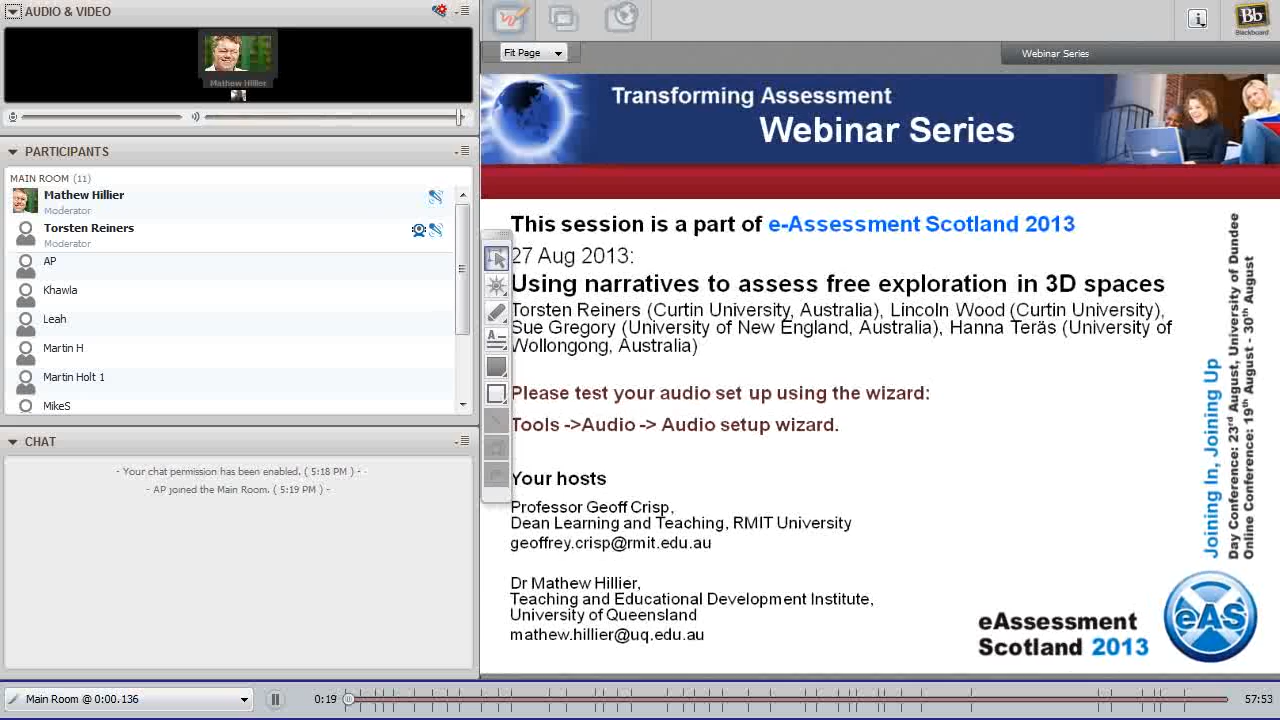 AUDIO & VIDEO
Mathew Hillier
PARTICIPANTS
MAIN ROOM (11)
Mathew Hillier
Moderator
Torsten Reiners
Moderator
AP
Khawla
Leah
Martin H
Martin Holt 1
MikeS
CHAT
- Your chat permission has been enabled. ( 5:18 PM ) -
- AP joined the Main Room. ( 5:19 PM ) -
Main Room @ 0:00.136
0:19
57:53
Bb
Blackboard
Fit Page
Webinar Series
Transforming Assessment
Webinar Series
This session is a part of e-Assessment Scotland 2013
27 Aug 2013:
Using narratives to assess free exploration in 3D spaces
Torsten Reiners (Curtin University, Australia), Lincoln Wood (Curtin University),
Sue Gregory (University of New England, Australia), Hanna Teräs (University of
Wollongong, Australia)
Please test your audio set up using the wizard:
Tools ->Audio -> Audio setup wizard.
Your hosts
Professor Geoff Crisp,
Dean Learning and Teaching, RMIT University
geoffrey.crisp@rmit.edu.au
Dr Mathew Hillier,
Teaching and Educational Development Institute,
University of Queensland
mathew.hillier@uq.edu.au
Joining In, Joining Up
Day Conference: 23rd August, University of Dundee
Online Conference: 19th August - 30th August
eAssessment
Scotland 2013
eAS